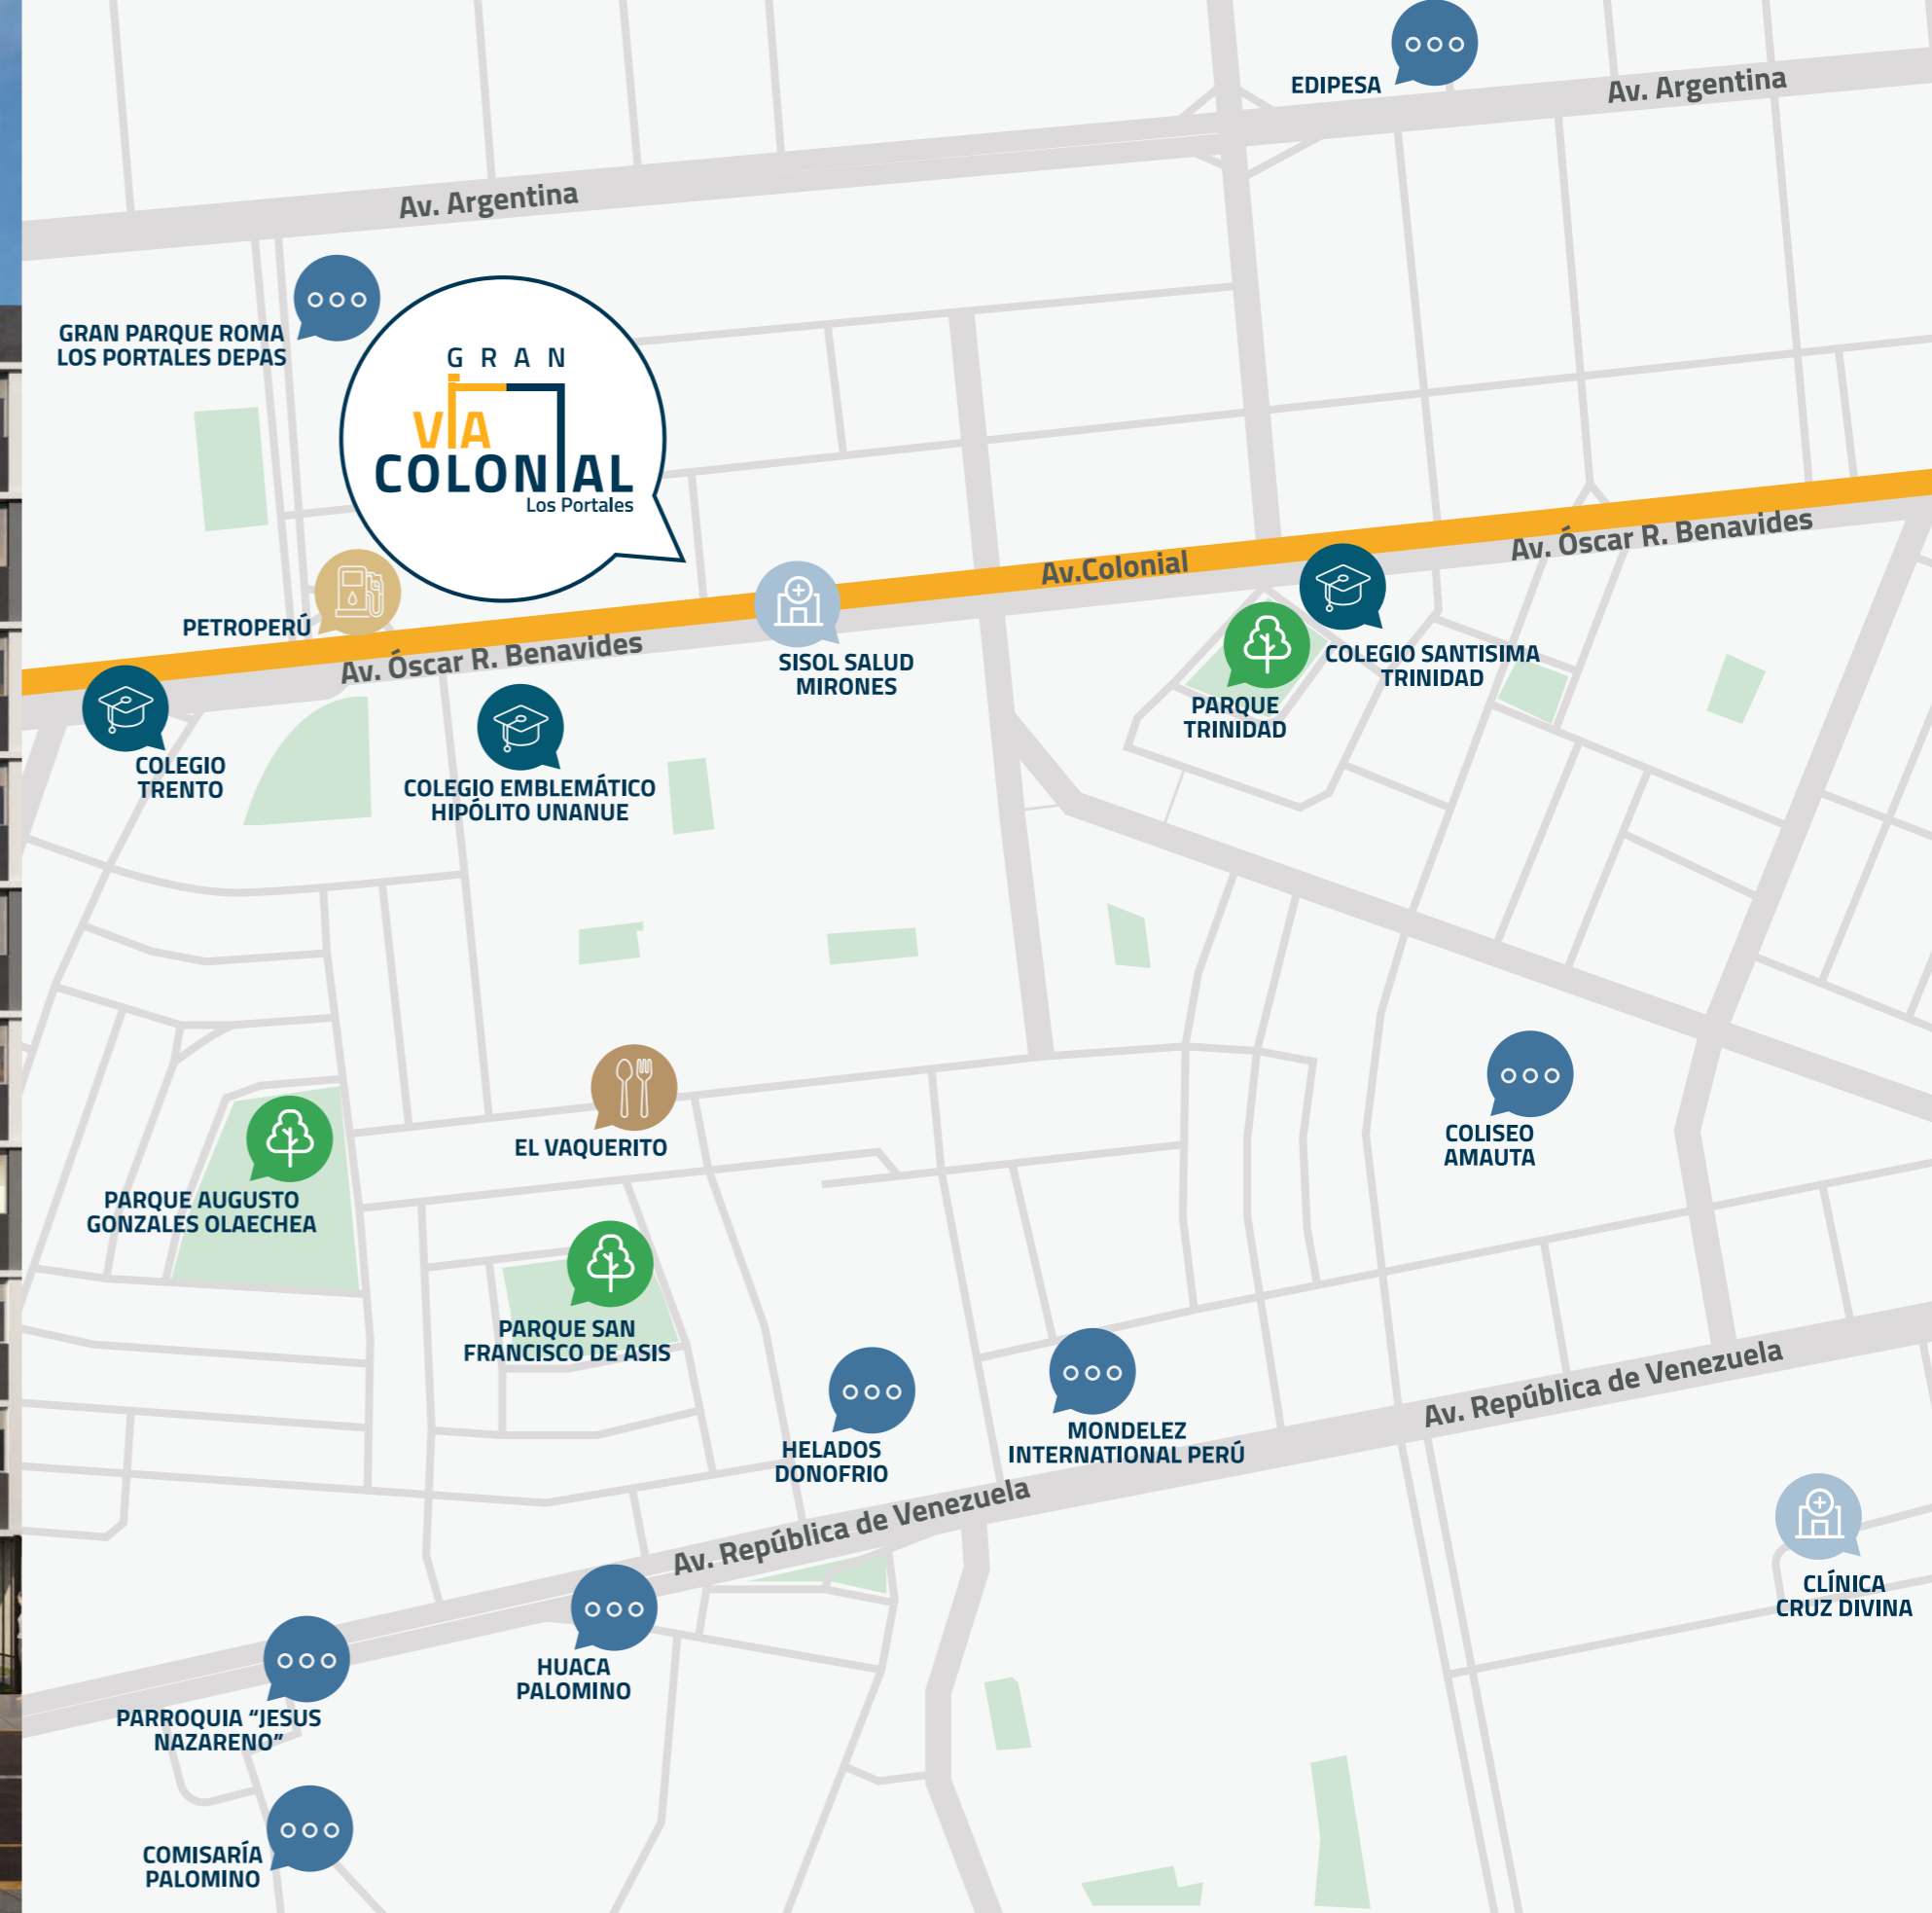 EDIPESA
Av. Argentina
Av. Argentina
GRAN PARQUE ROMA
LOS PORTALES DEPAS
GRAN
VÍA
COLONIAL
Los Portales
Av. Óscar R. Benavides
Av.Colonial
PETROPERÚ
Av. Óscar R. Benavides
SISOL SALUD
MIRONES
COLEGIO SANTISIMA
TRINIDAD
PARQUE
TRINIDAD
COLEGIO
TRENTO
COLEGIO EMBLEMÁTICO
HIPÓLITO UNANUE
EL VAQUERITO
COLISEO
AMAUTA
PARQUE AUGUSTO
GONZALES OLAECHEA
PARQUE SAN
FRANCISCO DE ASIS
Av. República de Venezuela
MONDELEZ
INTERNATIONAL PERÚ
HELADOS
DONOFRIO
Av. República de Venezuela
CLÍNICA
CRUZ DIVINA
HUACA
PALOMINO
PARROQUIA “JESUS
NAZARENO”
COMISARÍA
PALOMINO